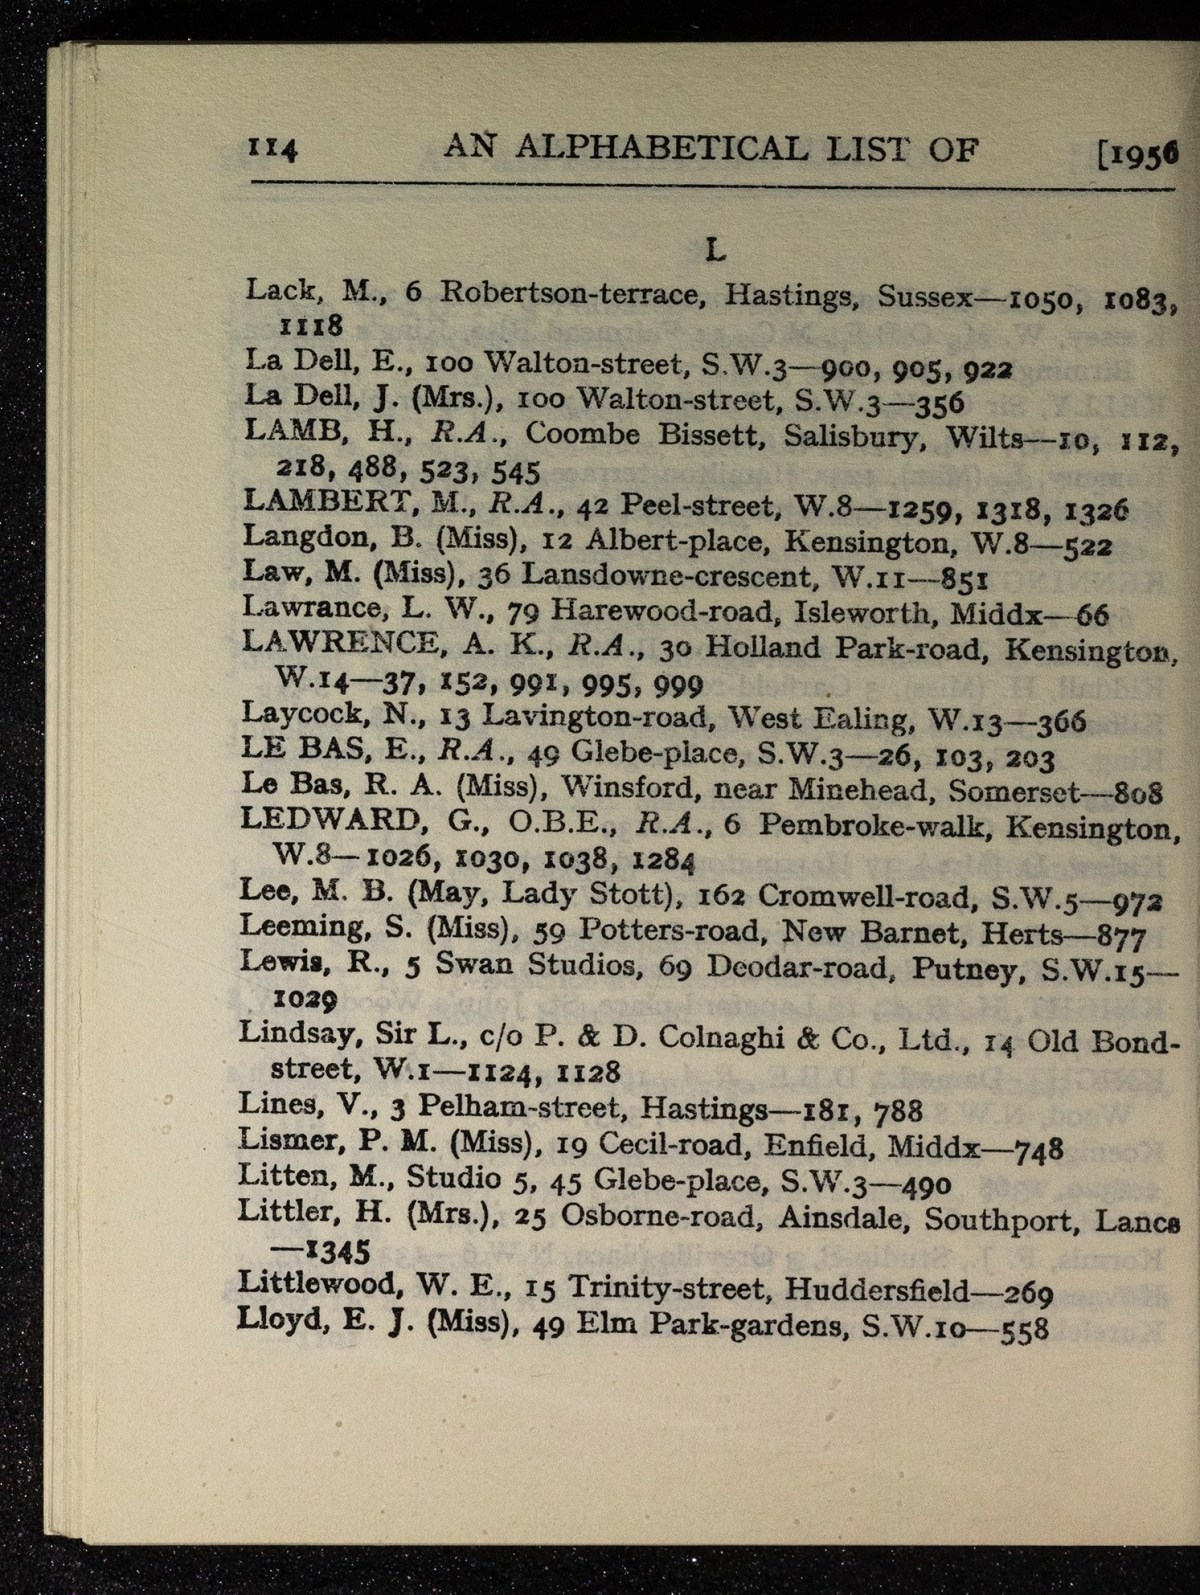 114 AN ALPHABETICAL LIST OF [1956
L
Lack, M., 6 Robertson-terrace, Hastings, Sussex—1050, 1083,
1118
La Dell, E., 100 Walton-street, S.W.3—900, 905, 922
La Dell, J. (Mrs.), 100 Walton-street, S.W.3—356
LAMB, H., R.A., Coombe Bissett, Salisbury, Wilts—10, 112,
218, 488, 523, 545
LAMBERT, M., R.A., 42 Peel-street, W.8—1259, 1318, 1326
Langdon, B. (Miss), 12 Albert-place, Kensington, W.8—522
Law, M. (Miss), 36 Lansdowne-crescent, W.11—851
Lawrance, L. W., 79 Harewood-road, Isleworth, Middx—66
LAWRENCE, A. K., R.A., 30 Holland Park-road, Kensington,
W.14—37, 152, 991, 995, 999
Laycock, N., 13 Lavington-road, West Ealing, W.13—366
LE BAS, E., R.A., 49 Glebe-place, S.W.3—26, 103, 203
Le Bas, R. A. (Miss), Winsford, near Minehead, Somerset—808
LEDWARD, G., O.B.E., R.A., 6 Pembroke-walk, Kensington,
W.8—1026, 1030, 1038, 1284
Lee, M. B. (May, Lady Stott), 162 Cromwell-road, S.W.5—972
Leeming, S. (Miss), 59 Potters-road, New Barnet, Herts—877
Lewis, R., 5 Swan Studios, 69 Deodar-road, Putney, S.W.15—
1029
Lindsay, Sir L., c/o P. & D. Colnaghi & Co., Ltd., 14 Old Bond-
street, W.1—1124, 1128
Lines, V., 3 Pelham-street, Hastings—181, 788
Lismer, P. M. (Miss), 19 Cecil-road, Enfield, Middx—748
Litten, M., Studio 5, 45 Glebe-place, S.W.3—490
Littler, H. (Mrs.), 25 Osborne-road, Ainsdale, Southport, Lancs
—1345
Littlewood, W. E., 15 Trinity-street, Huddersfield—269
Lloyd, E. J. (Miss), 49 Elm Park-gardens, S.W.10—558